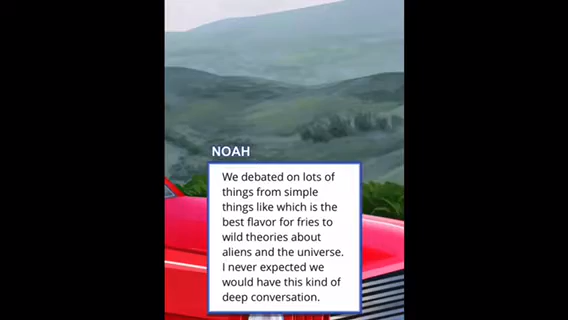 NOAH
We debated on lots of
things from simple
things like which is the
best flavor for fries to
wild theories about
aliens and the universe.
I never expected we
would have this kind of
deep conversation.